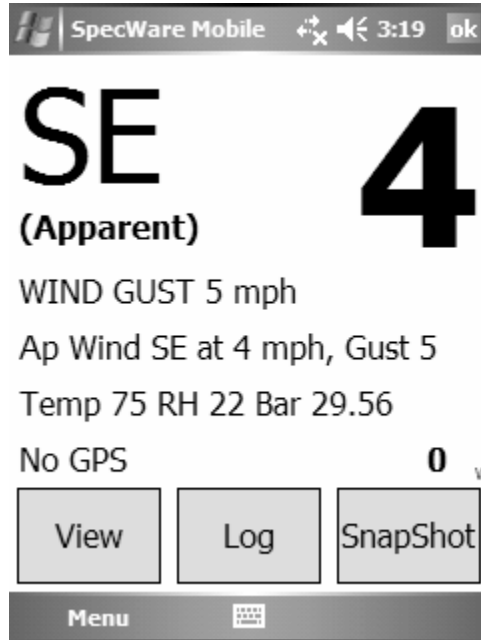 SpecWare Mobile 3:19 ok
SE 4
(Apparent)
WIND GUST 5 mph
Ap Wind SE at 4 mph, Gust 5
Temp 75 RH 22 Bar 29.56
No GPS 0
View Log SnapShot
Menu